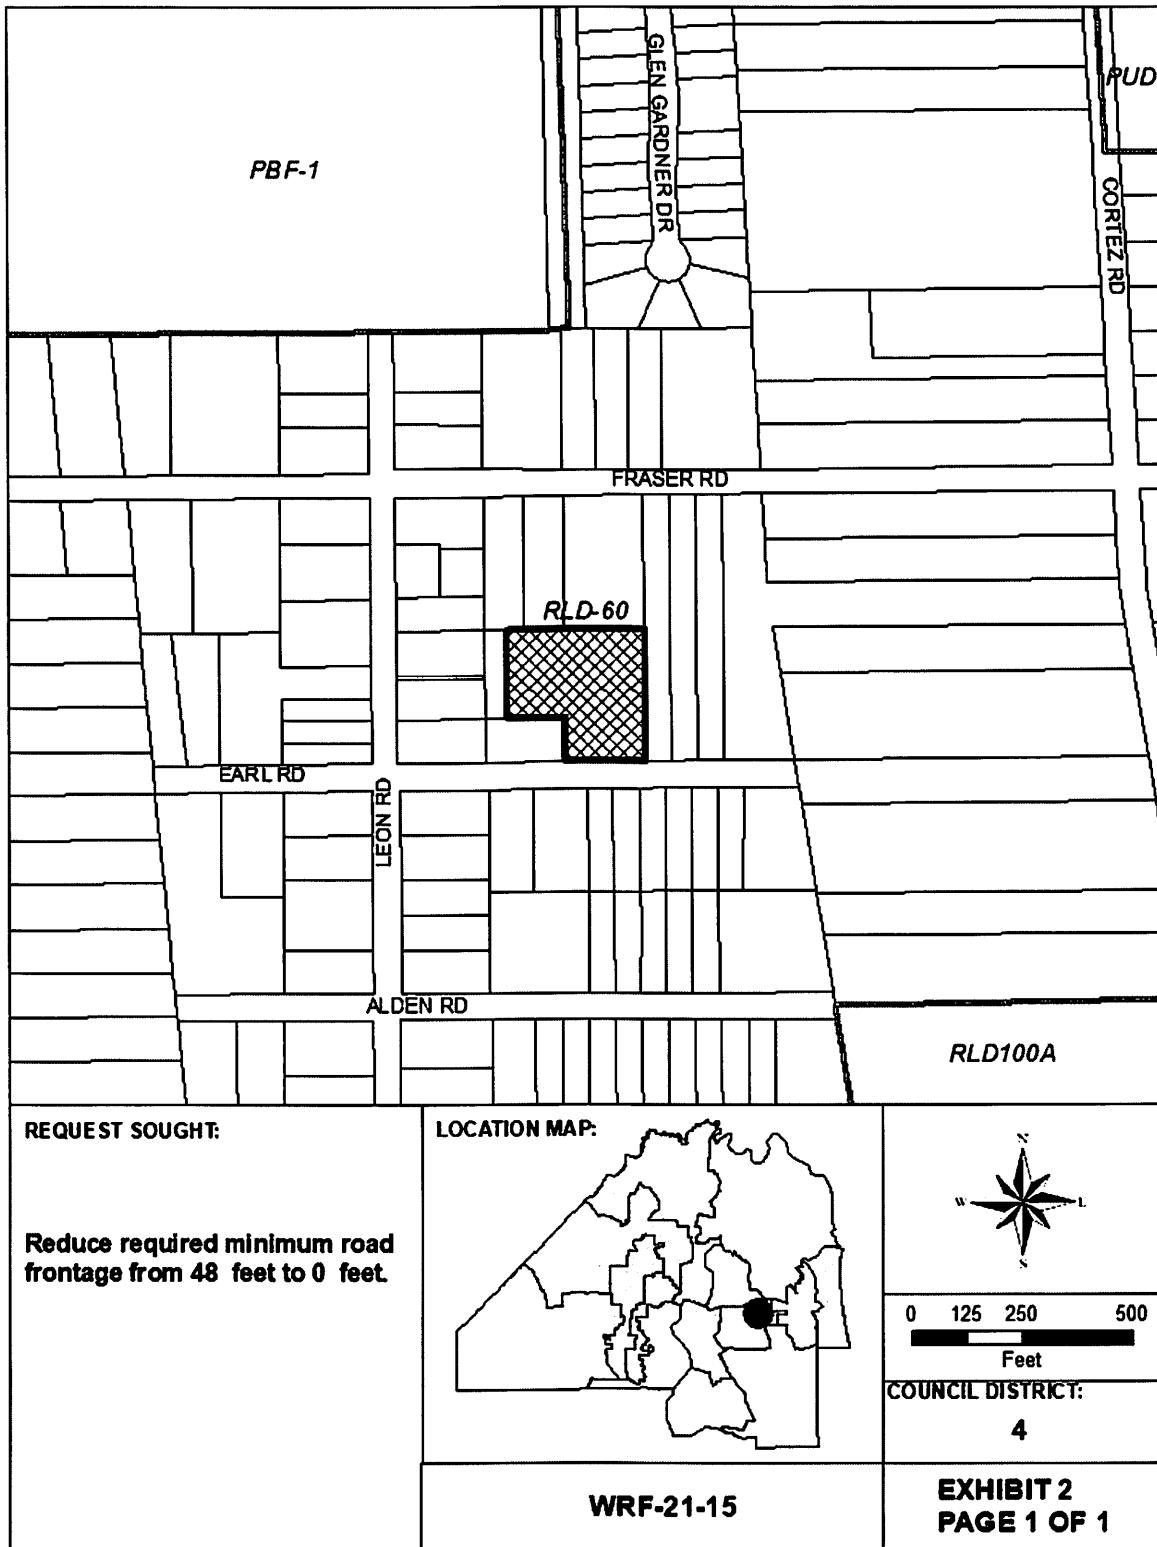 GLEN GARDNER DR
PUD
PBF-1
CORTEZ RD
FRASER RD
RLD-60
EARL RD
LEON RD
ALDEN RD
RLD100A
REQUEST SOUGHT:
Reduce required minimum road
frontage from 48 feet to 0 feet.
LOCATION MAP:
N
W
S
0 125 250 500
Feet
COUNCIL DISTRICT:
4
WRF-21-15
EXHIBIT 2
PAGE 1 OF 1